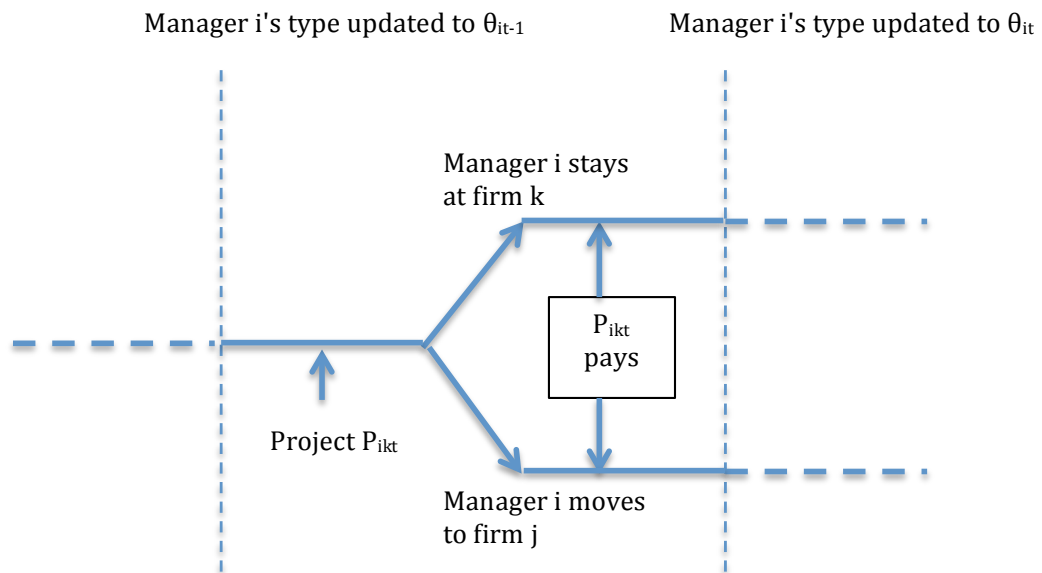 Manager i's type updated to θit-1
Manager i's type updated to θit
Manager i stays
at firm k
Pikt
pays
Project Pikt
Manager i moves
to firm j